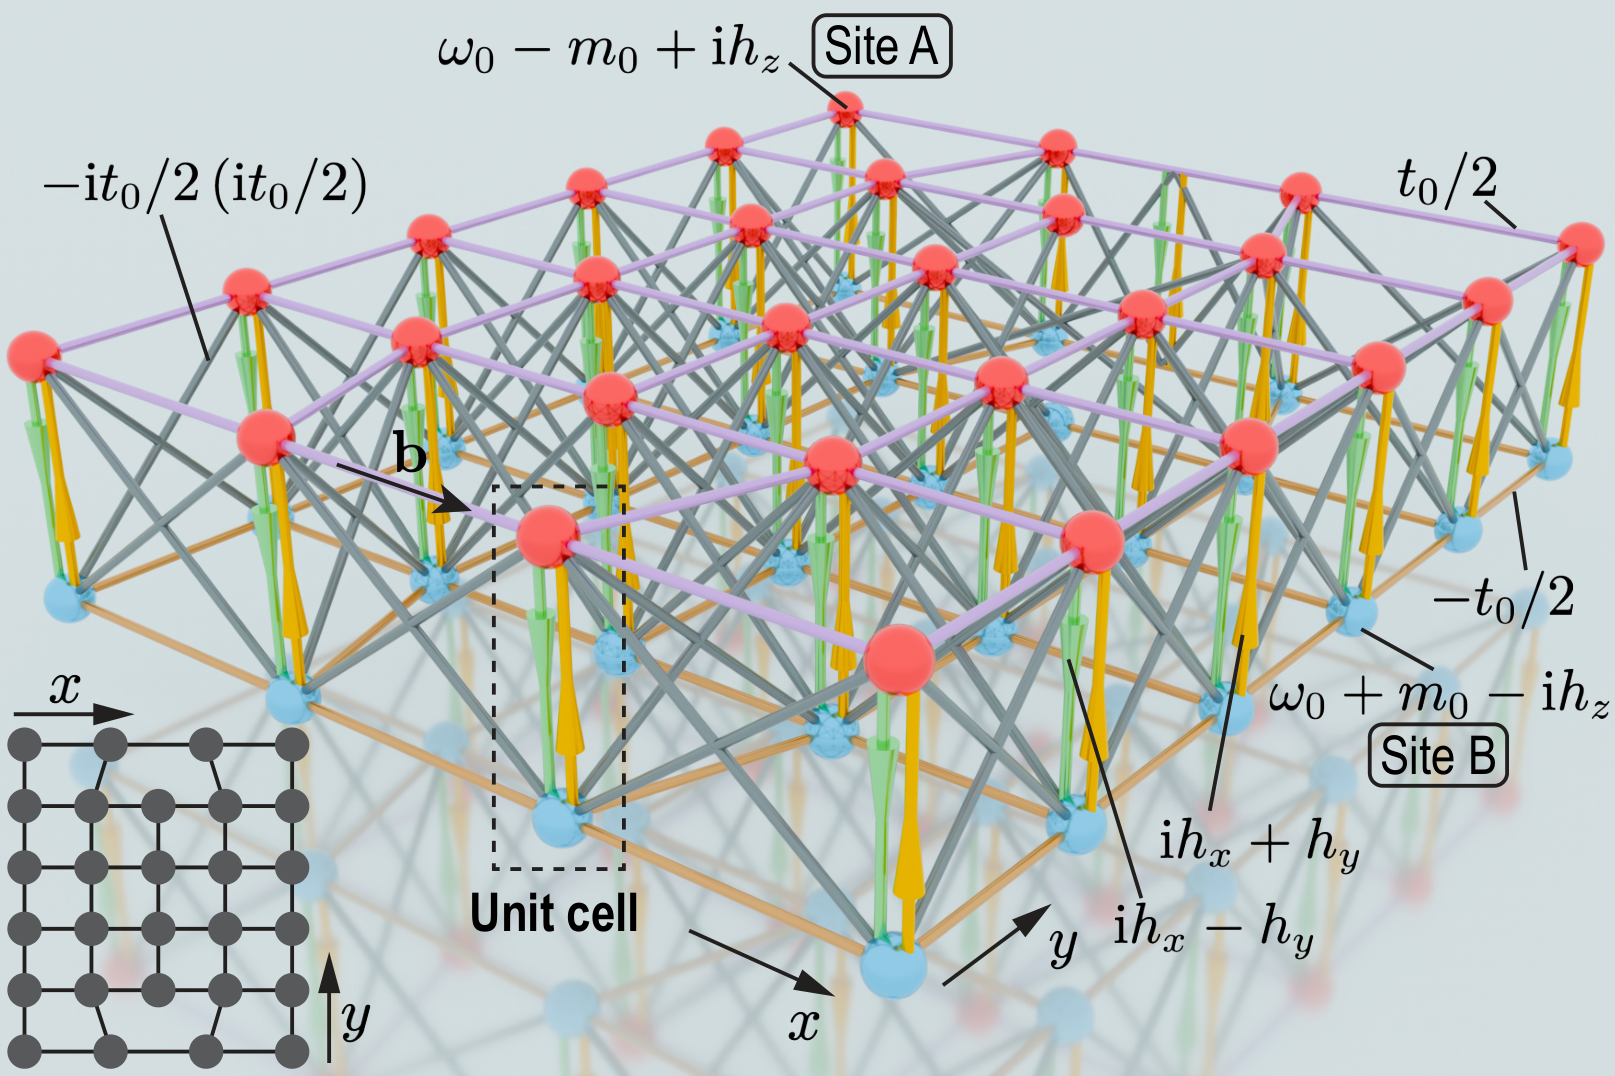 ω₀ − m₀ + ih_z
Site A
−it₀/2 (it₀/2)
t₀/2
b
−t₀/2
ω₀ + m₀ − ih_z
Site B
x
ih_x + h_y
Unit cell
ih_x − h_y
y
x
y